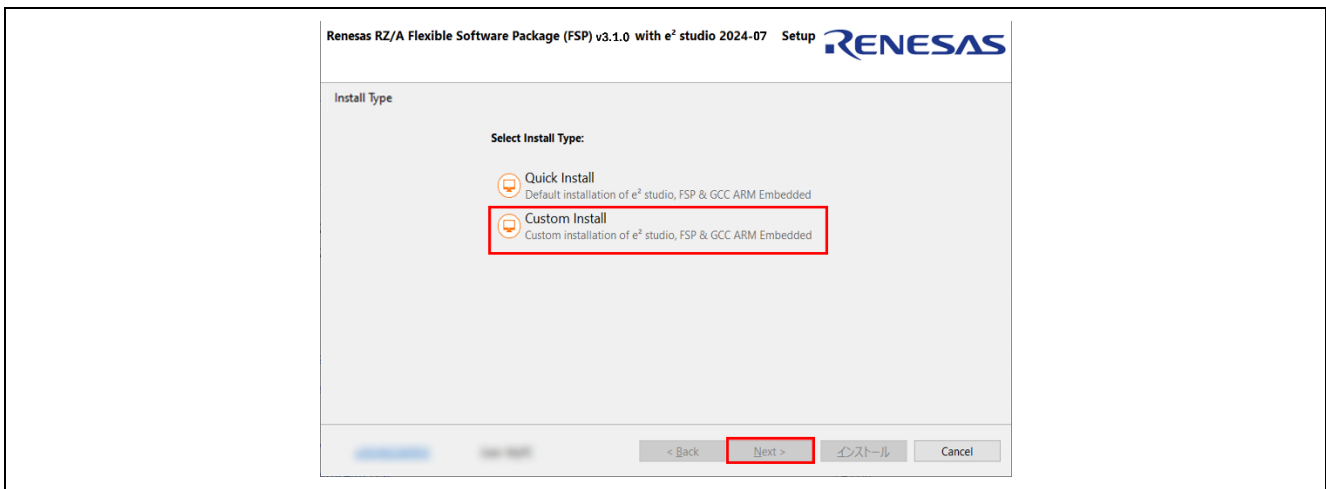 Renesas RZ/A Flexible Software Package (FSP) v3.1.0 with e² studio 2024-07 Setup
RENESAS
Install Type
Select Install Type:
Quick Install
Default installation of e² studio, FSP & GCC ARM Embedded
Custom Install
Custom installation of e² studio, FSP & GCC ARM Embedded
< Back Next > インストール Cancel